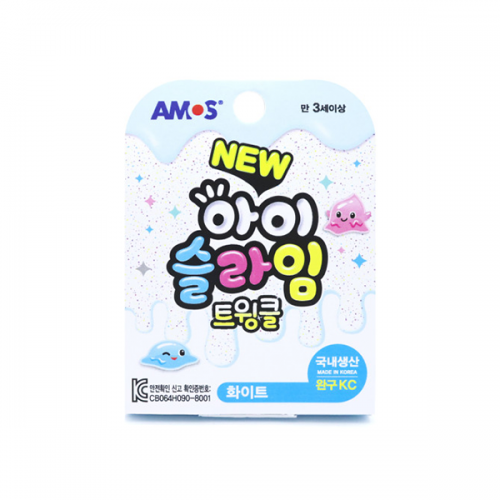 AMOS
만 3세이상
NEW
아이
슬라임
트윙클
국내생산
MADE IN KOREA
완구 KC
KC 안전확인 신고 확인증번호:
CB064H090-8001
화이트